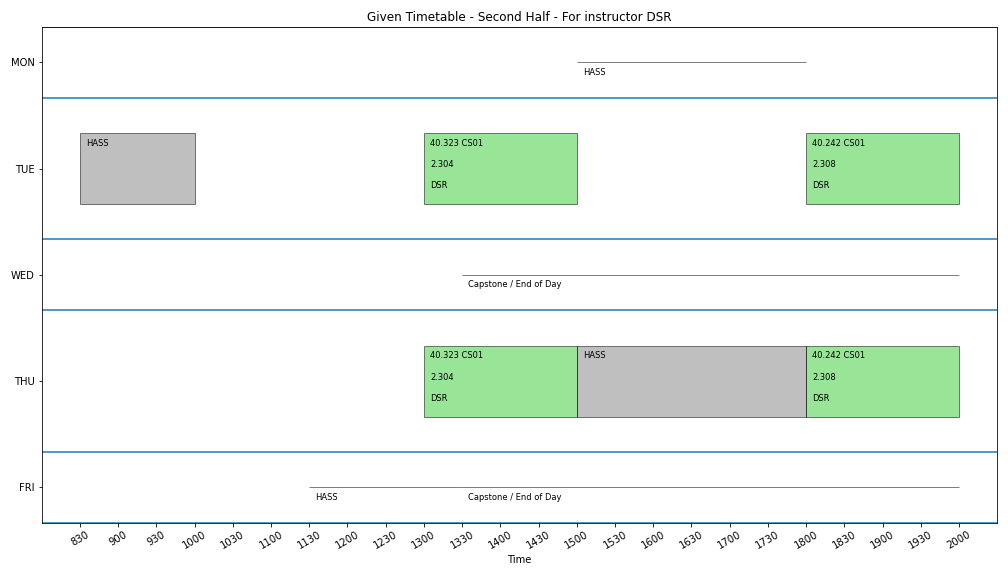 Given Timetable - Second Half - For instructor DSR
MON
HASS
TUE
HASS
40.323 CS01
2.304
DSR
40.242 CS01
2.308
DSR
WED
Capstone / End of Day
THU
40.323 CS01
2.304
DSR
HASS
40.242 CS01
2.308
DSR
FRI
HASS
Capstone / End of Day
830 900 930 1000 1030 1100 1130 1200 1230 1300 1330 1400 1430 1500 1530 1600 1630 1700 1730 1800 1830 1900 1930 2000
Time